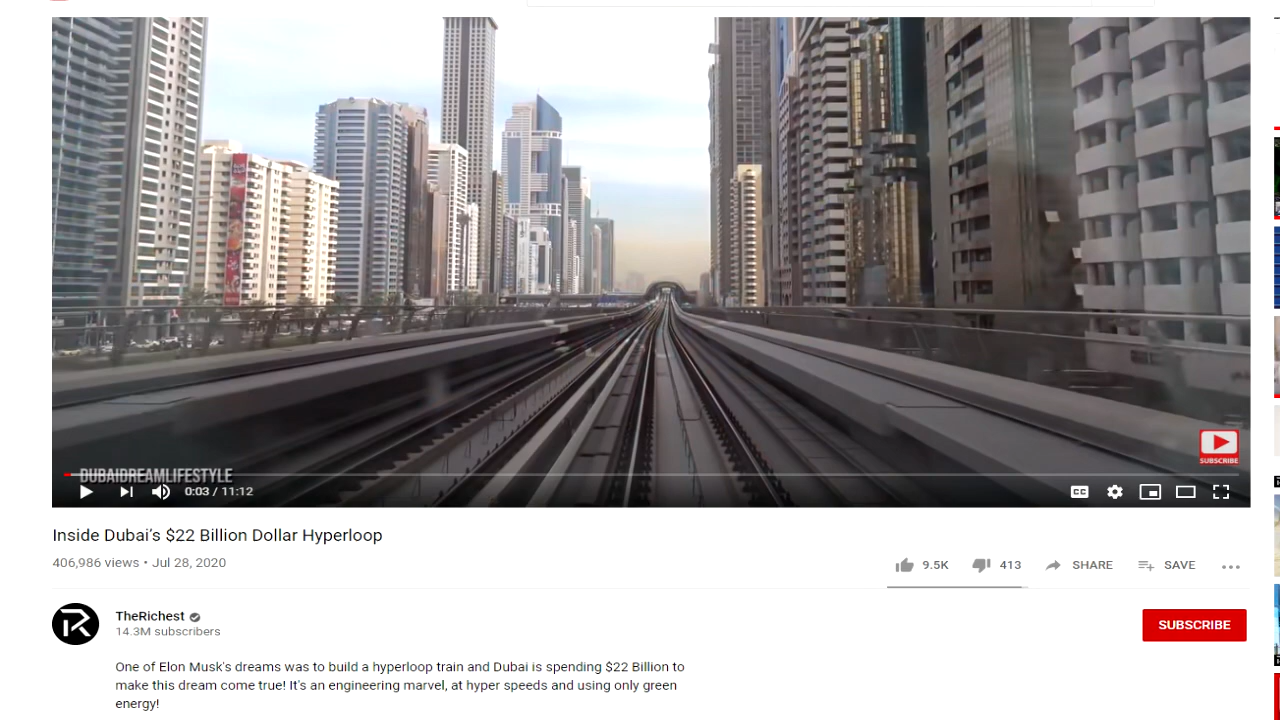 DUBAIDREAMLIFESTYLE
SUBSCRIBE
0:03 / 11:12
CC
Inside Dubai's $22 Billion Dollar Hyperloop
406,986 views • Jul 28, 2020
9.5K 413 SHARE SAVE
TheRichest
14.3M subscribers
SUBSCRIBE
One of Elon Musk's dreams was to build a hyperloop train and Dubai is spending $22 Billion to
make this dream come true! It's an engineering marvel, at hyper speeds and using only green
energy!